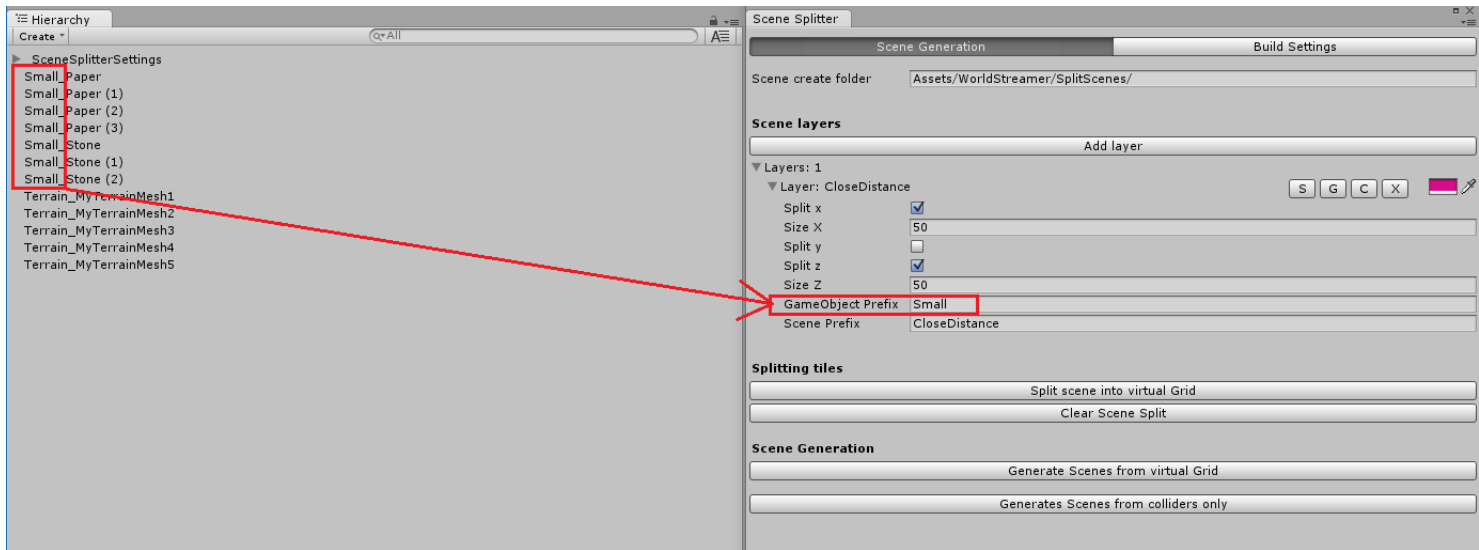 Hierarchy
Create
All
SceneSplitterSettings
Small_Paper
Small_Paper (1)
Small_Paper (2)
Small_Paper (3)
Small_Stone
Small_Stone (1)
Small_Stone (2)
Terrain_MyTerrainMesh1
Terrain_MyTerrainMesh2
Terrain_MyTerrainMesh3
Terrain_MyTerrainMesh4
Terrain_MyTerrainMesh5
Scene Splitter
Scene Generation Build Settings
Scene create folder Assets/WorldStreamer/SplitScenes/
Scene layers
Add layer
Layers: 1
Layer: CloseDistance S G C X
Split x
Size X 50
Split y
Split z
Size Z 50
GameObject Prefix Small
Scene Prefix CloseDistance
Splitting tiles
Split scene into virtual Grid
Clear Scene Split
Scene Generation
Generate Scenes from virtual Grid
Generates Scenes from colliders only